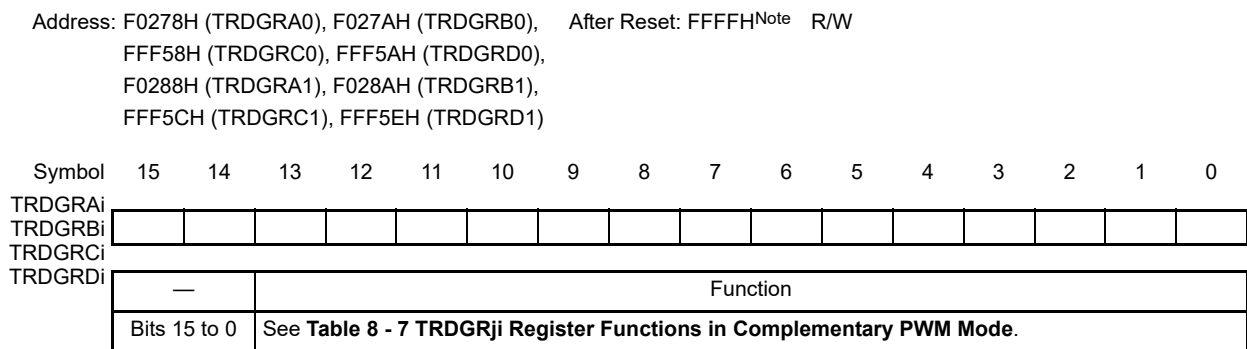 Address: F0278H (TRDGRA0), F027AH (TRDGRB0), After Reset: FFFFHNote R/W
FFF58H (TRDGRC0), FFF5AH (TRDGRD0),
F0288H (TRDGRA1), F028AH (TRDGRB1),
FFF5CH (TRDGRC1), FFF5EH (TRDGRD1)
Symbol 15 14 13 12 11 10 9 8 7 6 5 4 3 2 1 0
TRDGRAi
TRDGRBi
TRDGRCi
TRDGRDi
— Function
Bits 15 to 0 See Table 8 - 7 TRDGRji Register Functions in Complementary PWM Mode.